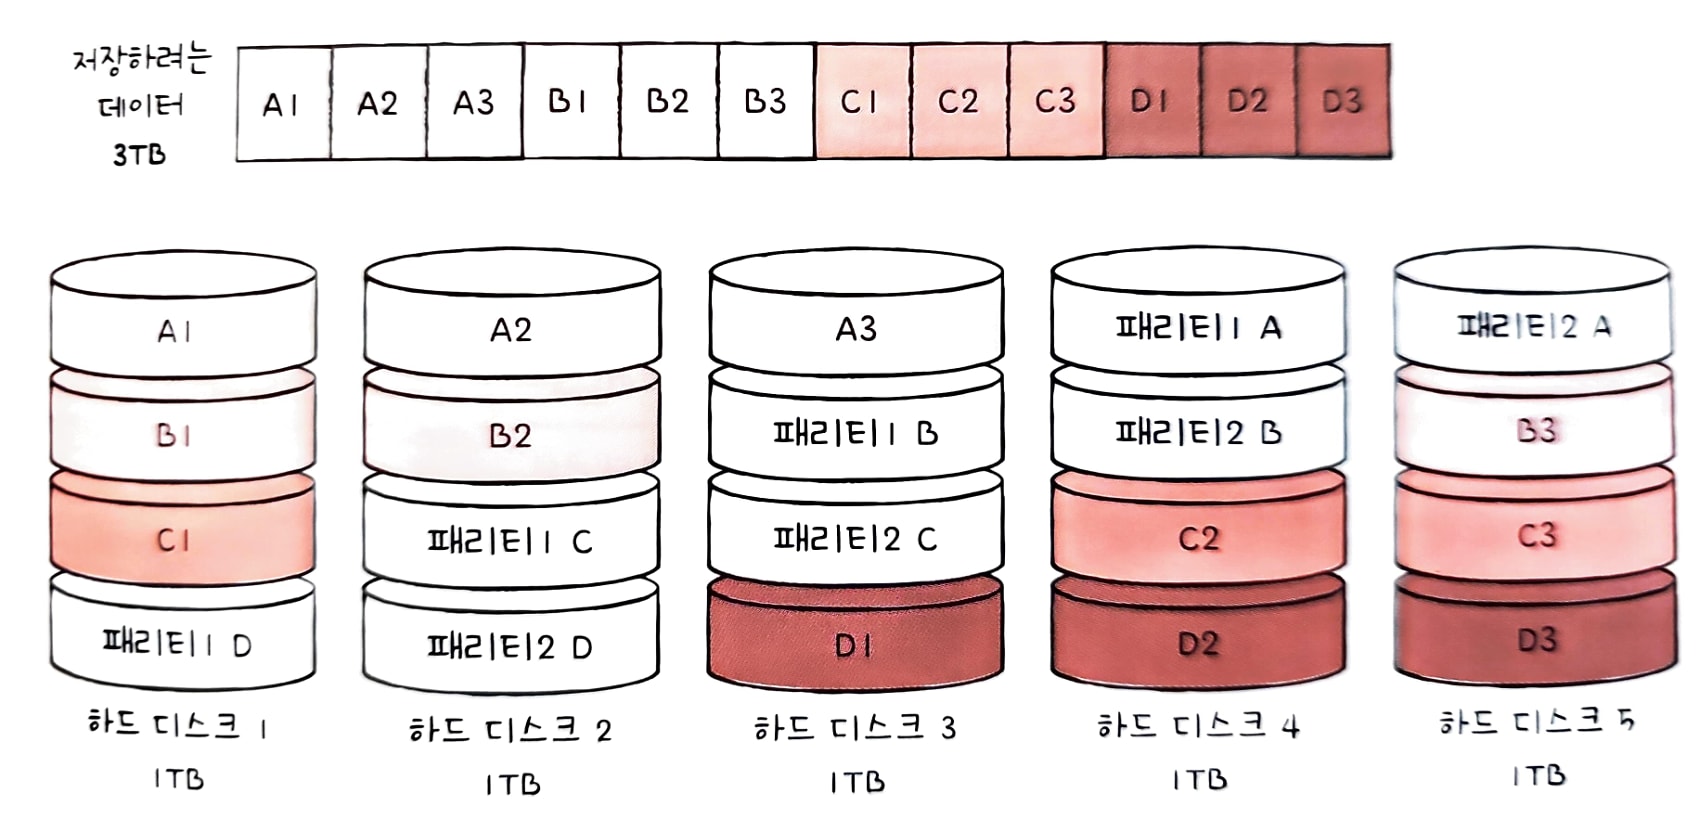 저장하려는
데이터
3TB
A1 A2 A3 B1 B2 B3 C1 C2 C3 D1 D2 D3
A1 A2 A3 패리티1 A 패리티2 A
B1 B2 패리티1 B 패리티2 B B3
C1 패리티1 C 패리티2 C C2 C3
패리티1 D 패리티2 D D1 D2 D3
하드 디스크 1 하드 디스크 2 하드 디스크 3 하드 디스크 4 하드 디스크 5
1TB 1TB 1TB 1TB 1TB